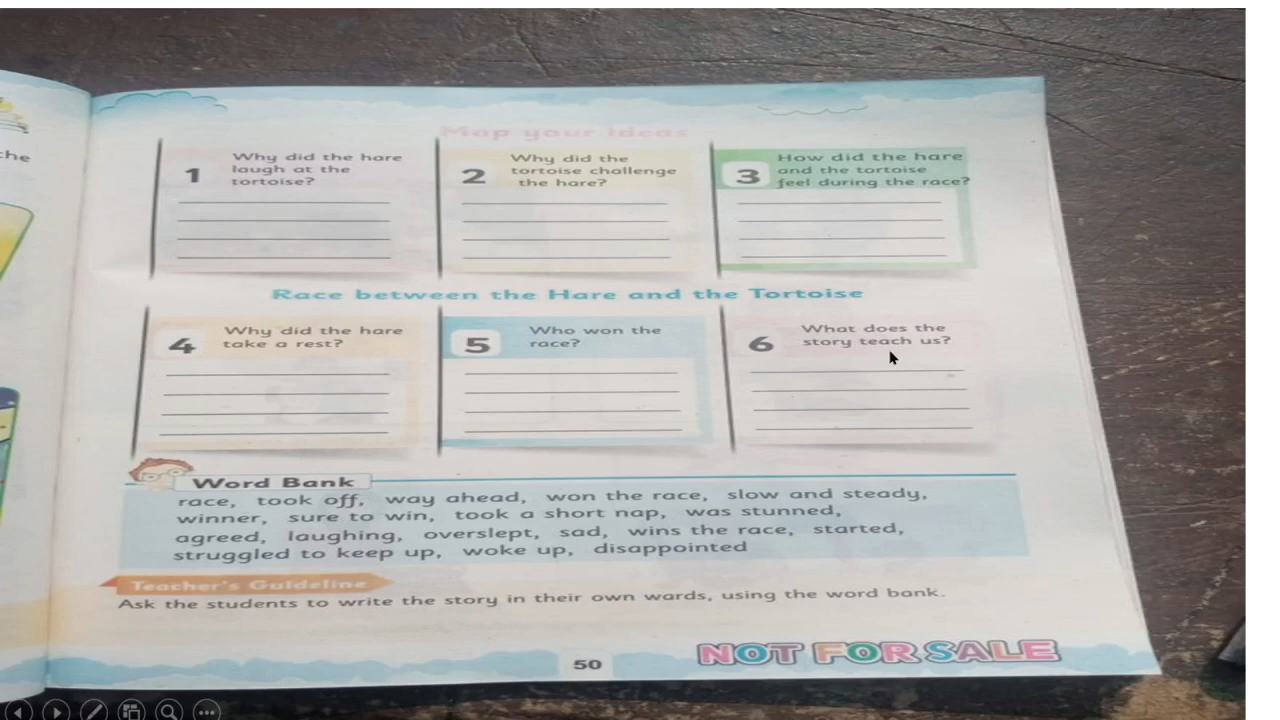 he
Map your ideas
1
Why did the hare
laugh at the
tortoise?
2
Why did the
tortoise challenge
the hare?
3
How did the hare
and the tortoise
feel during the race?
Race between the Hare and the Tortoise
4
Why did the hare
take a rest?
5
Who won the
race?
6
What does the
story teach us?
Word Bank
race, took off, way ahead, won the race, slow and steady,
winner, sure to win, took a short nap, was stunned,
agreed, laughing, overslept, sad, wins the race, started,
struggled to keep up, woke up, disappointed
Teacher's Guideline
Ask the students to write the story in their own wards, using the word bank.
50
NOT FOR SALE